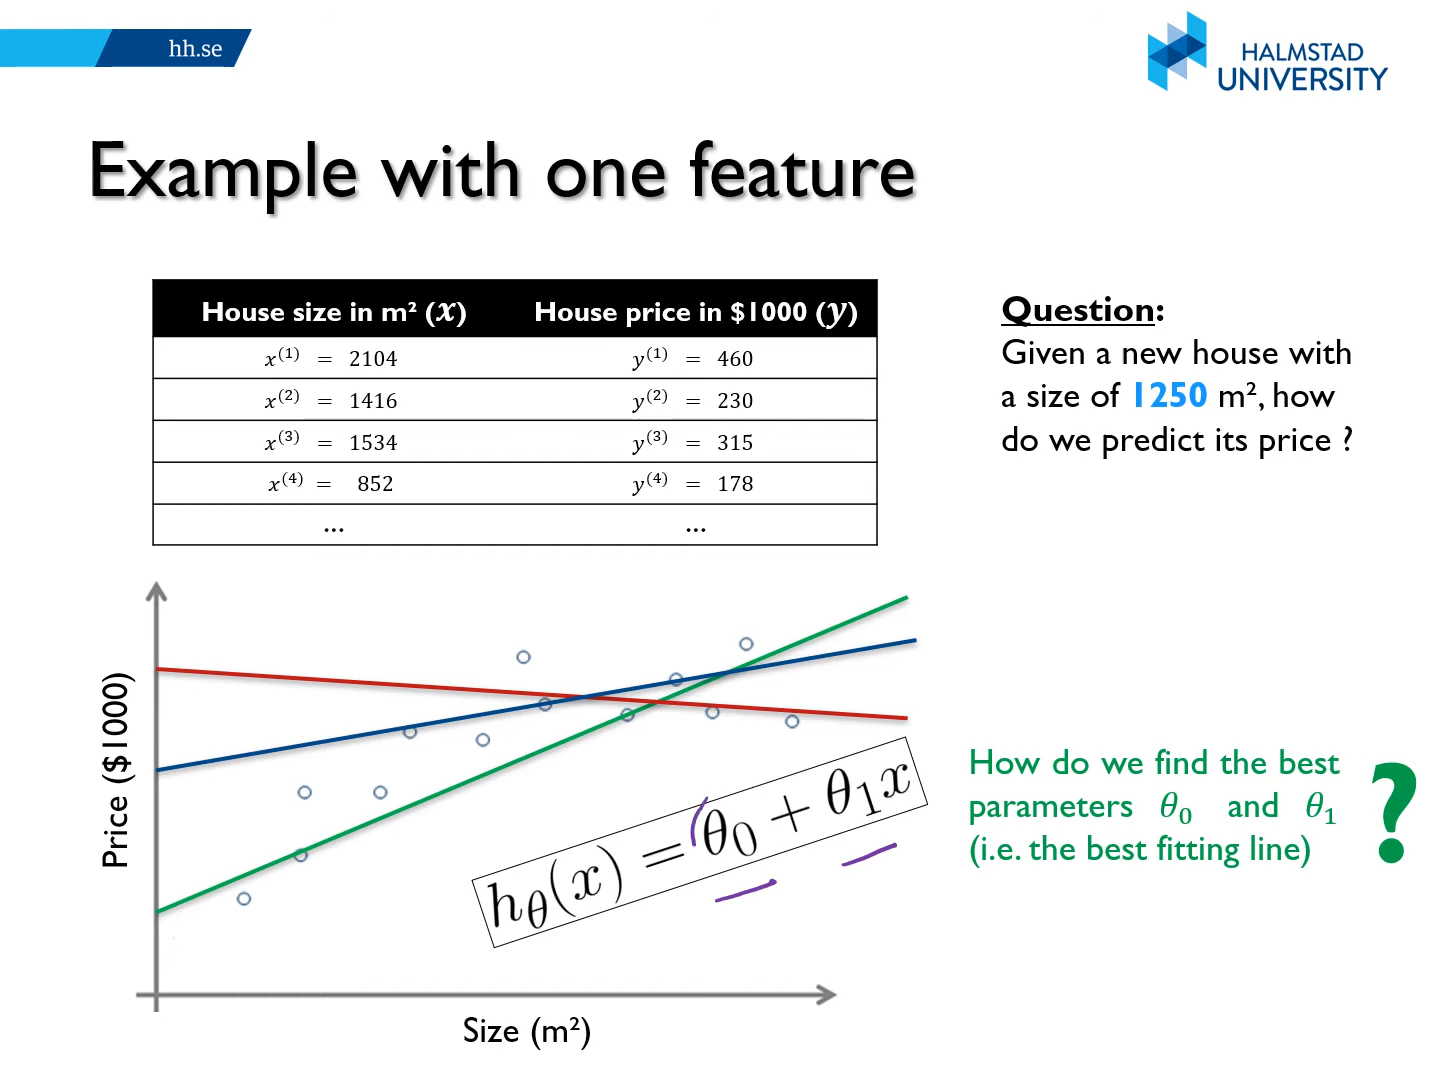 hh.se
HALMSTAD
UNIVERSITY
Example with one feature
House size in m² (x) House price in $1000 (y)
x⁽¹⁾ = 2104 y⁽¹⁾ = 460
x⁽²⁾ = 1416 y⁽²⁾ = 230
x⁽³⁾ = 1534 y⁽³⁾ = 315
x⁽⁴⁾ = 852 y⁽⁴⁾ = 178
... ...
Question:
Given a new house with
a size of 1250 m², how
do we predict its price ?
Price ($1000)
Size (m²)
hθ(x) = θ₀ + θ₁x
How do we find the best
parameters θ₀ and θ₁
(i.e. the best fitting line)
?